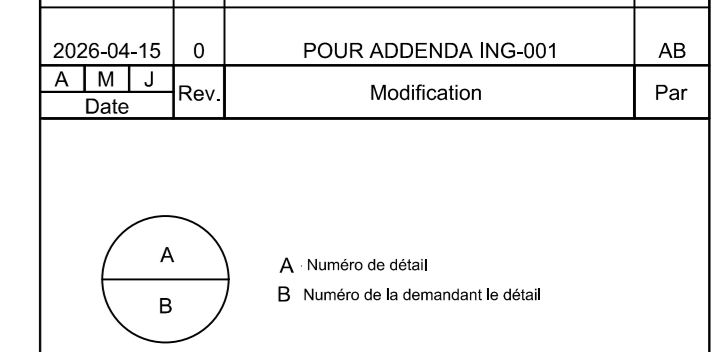 2026-04-15 0 POUR ADDENDA ING-001 AB
A M J Rev. Modification Par
Date
A
B
A Numéro de détail
B Numéro de la demandant le détail